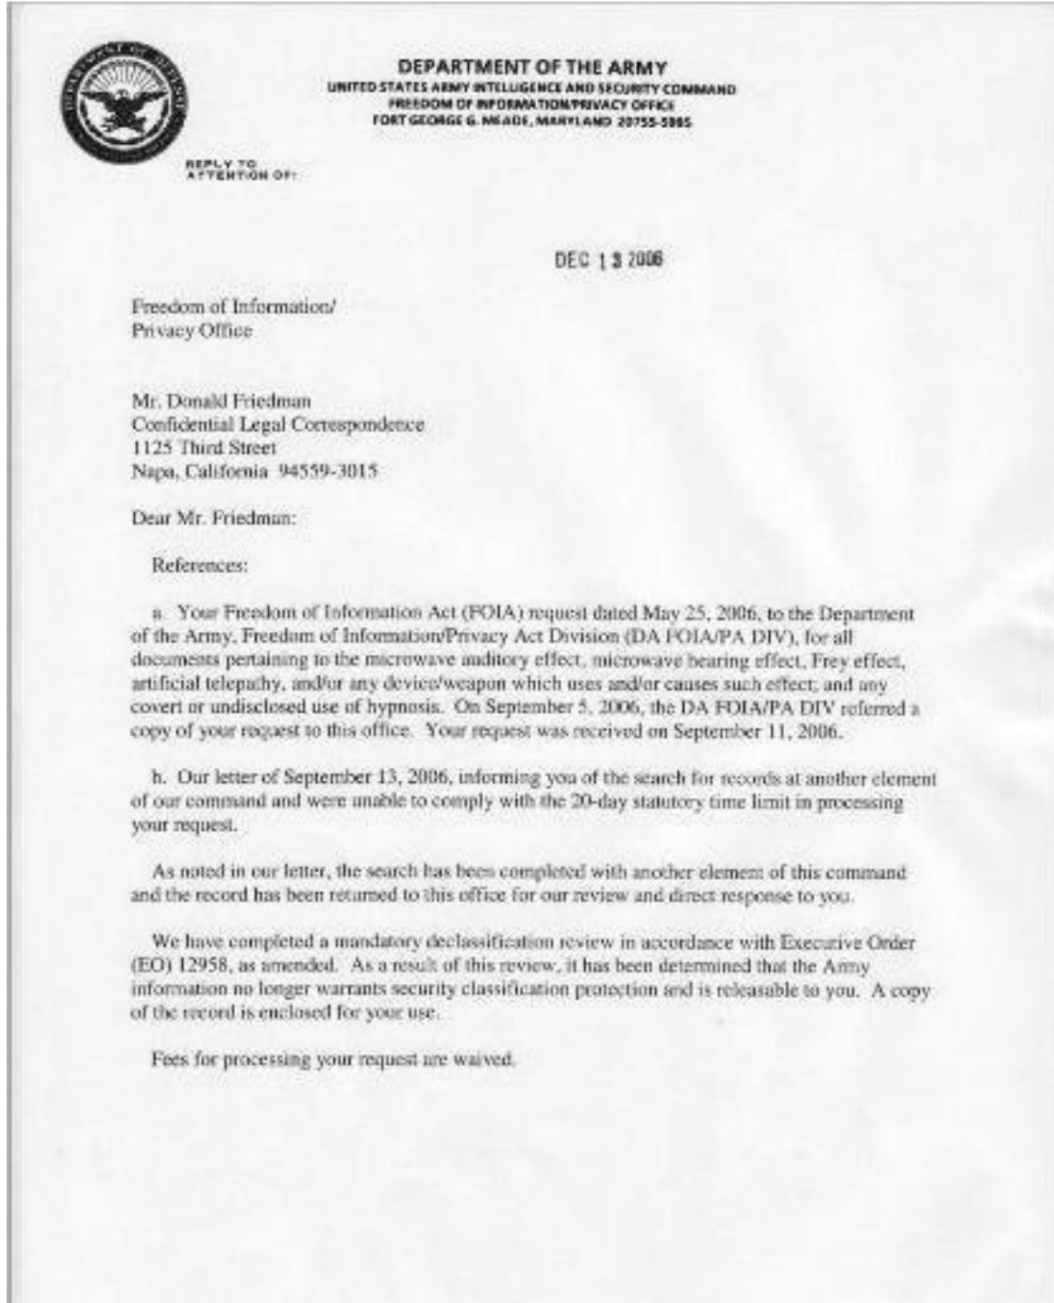 DEPARTMENT OF THE ARMY
UNITED STATES ARMY INTELLIGENCE AND SECURITY COMMAND
FREEDOM OF INFORMATION/PRIVACY OFFICE
FORT GEORGE G. MEADE, MARYLAND 20755-5995
REPLY TO
ATTENTION OF:
DEC 13 2006
Freedom of Information/
Privacy Office
Mr. Donald Friedman
Confidential Legal Correspondence
1125 Third Street
Napa, California 94559-3015
Dear Mr. Friedman:
References:
a. Your Freedom of Information Act (FOIA) request dated May 25, 2006, to the Department
of the Army, Freedom of Information/Privacy Act Division (DA FOIA/PA DIV), for all
documents pertaining to the microwave auditory effect, microwave hearing effect, Frey effect,
artificial telepathy, and/or any device/weapon which uses and/or causes such effect; and any
covert or undisclosed use of hypnosis. On September 5, 2006, the DA FOIA/PA DIV referred a
copy of your request to this office. Your request was received on September 11, 2006.
b. Our letter of September 13, 2006, informing you of the search for records at another element
of our command and were unable to comply with the 20-day statutory time limit in processing
your request.
As noted in our letter, the search has been completed with another element of this command
and the record has been returned to this office for our review and direct response to you.
We have completed a mandatory declassification review in accordance with Executive Order
(EO) 12958, as amended. As a result of this review, it has been determined that the Army
information no longer warrants security classification protection and is releasable to you. A copy
of the record is enclosed for your use.
Fees for processing your request are waived.